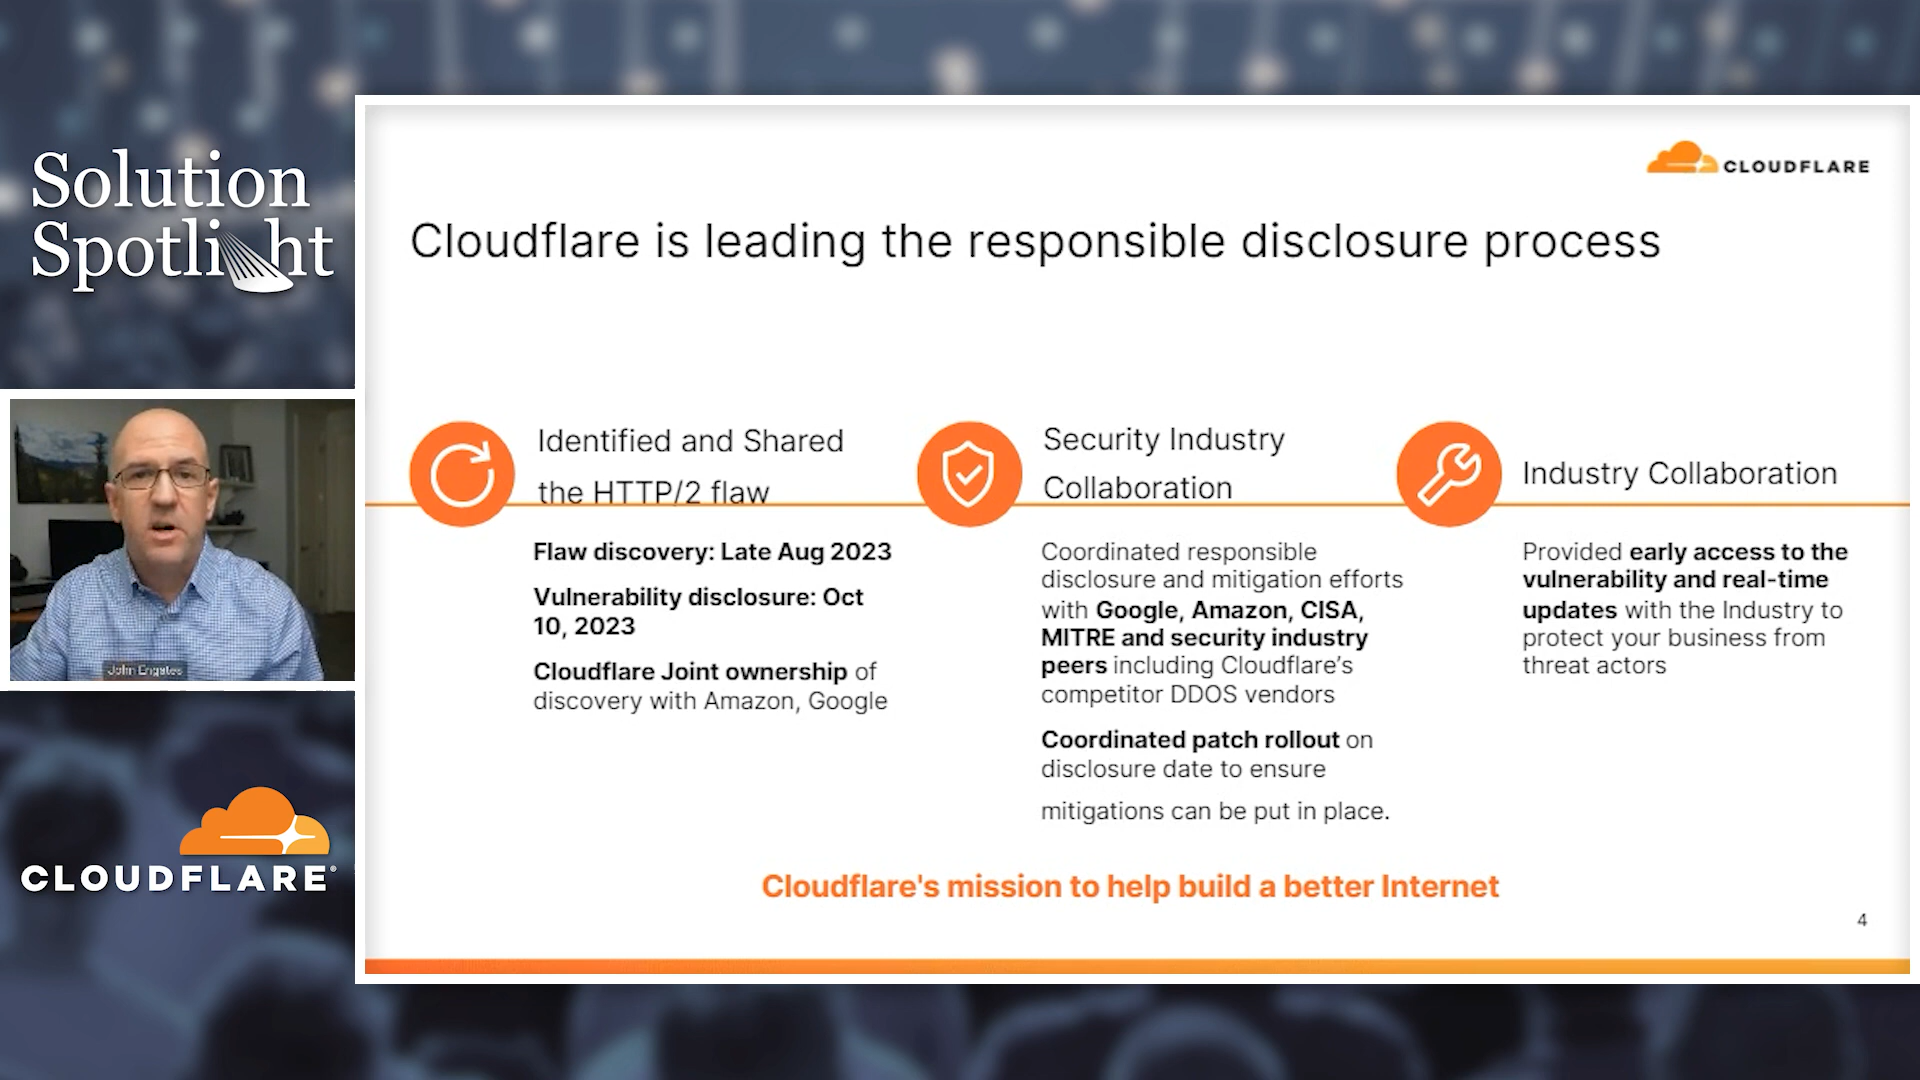 Solution
Spotlight
John Engates
CLOUDFLARE
CLOUDFLARE
Cloudflare is leading the responsible disclosure process
Identified and Shared
the HTTP/2 flaw
Flaw discovery: Late Aug 2023
Vulnerability disclosure: Oct
10, 2023
Cloudflare Joint ownership of
discovery with Amazon, Google
Security Industry
Collaboration
Coordinated responsible
disclosure and mitigation efforts
with Google, Amazon, CISA,
MITRE and security industry
peers including Cloudflare’s
competitor DDOS vendors
Coordinated patch rollout on
disclosure date to ensure
mitigations can be put in place.
Industry Collaboration
Provided early access to the
vulnerability and real-time
updates with the Industry to
protect your business from
threat actors
Cloudflare's mission to help build a better Internet
4